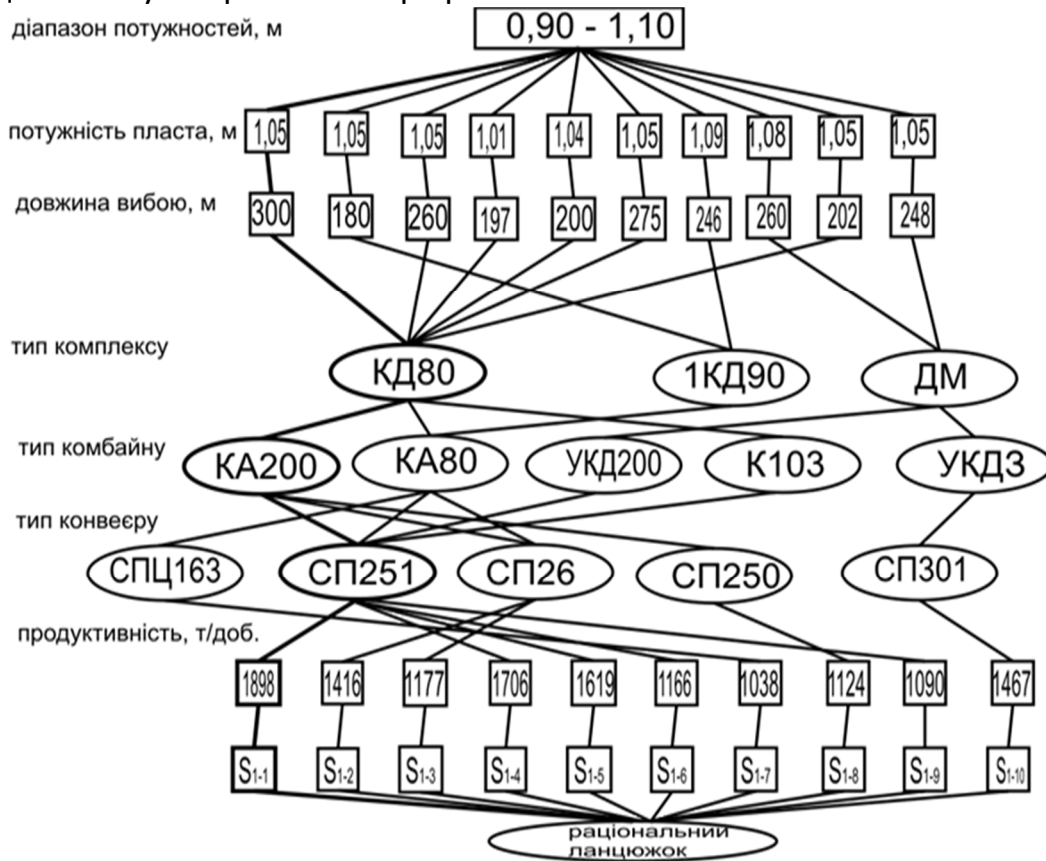 діапазон потужностей, м
0,90 - 1,10
потужність пласта, м
1,05 1,05 1,05 1,01 1,04 1,05 1,09 1,08 1,05 1,05
довжина вибою, м
300 180 260 197 200 275 246 260 202 248
тип комплексу
КД80 1КД90 ДМ
тип комбайну
КА200 КА80 УКД200 К103 УКД3
тип конвеєру
СПЦ163 СП251 СП26 СП250 СП301
продуктивність, т/доб.
1898 1416 1177 1706 1619 1166 1038 1124 1090 1467
S1-1 S1-2 S1-3 S1-4 S1-5 S1-6 S1-7 S1-8 S1-9 S1-10
раціональний
ланцюжок